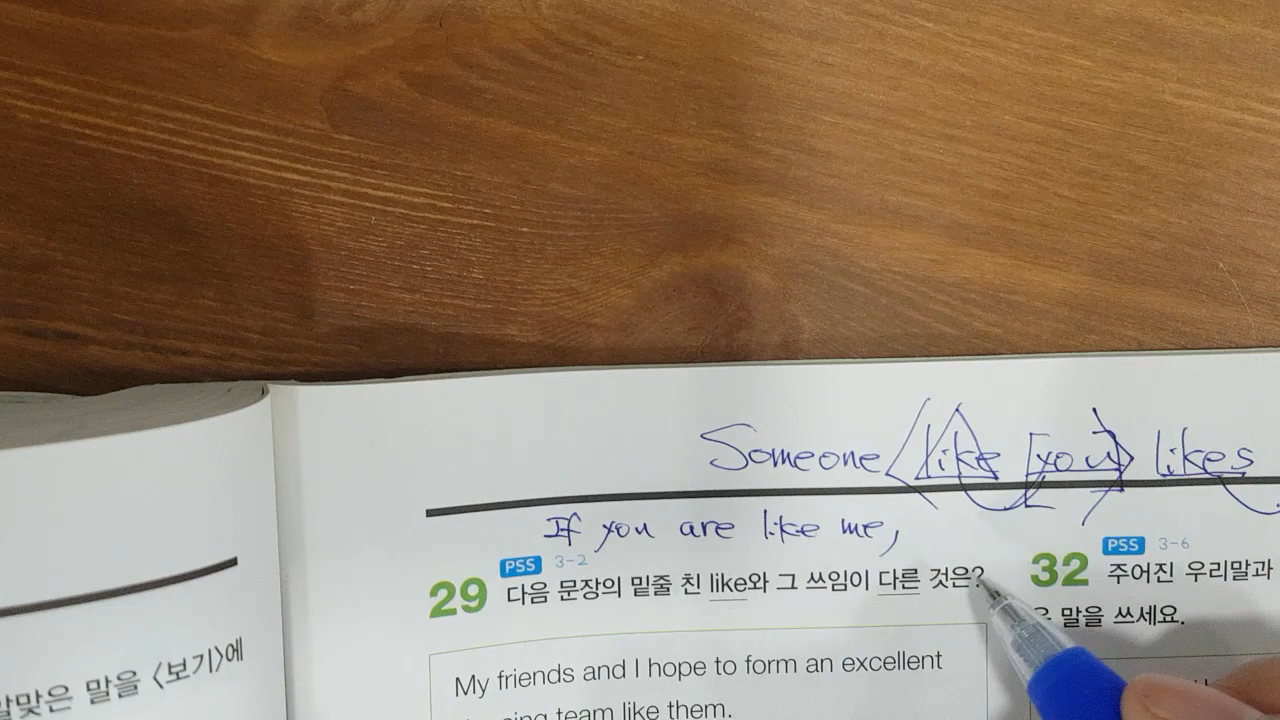 Someone like you likes
If you are like me,
PSS 3-2
29 다음 문장의 밑줄 친 like와 그 쓰임이 다른 것은?
My friends and I hope to form an excellent
team like them.
PSS 3-6
32 주어진 우리말과
말을 쓰세요.
말을 〈보기〉에